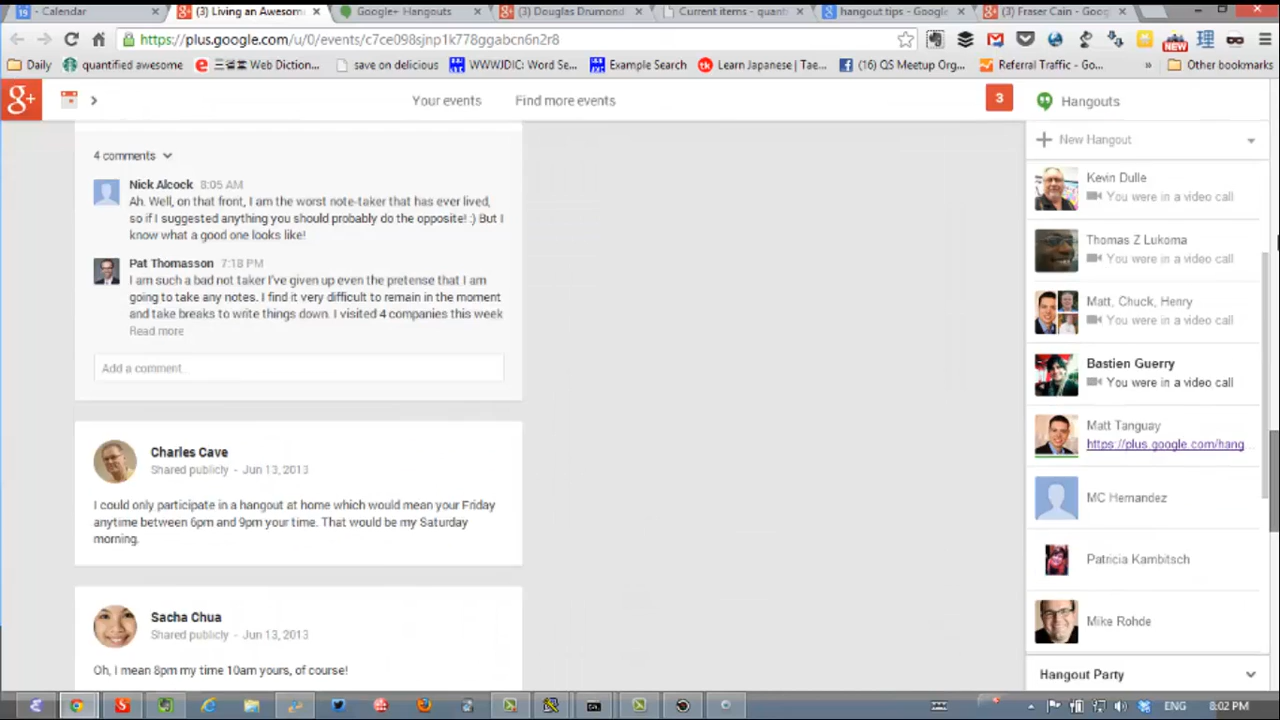 - Calendar
(3) Living an Awesom
Google+ Hangouts
(3) Douglas Drumond
Current items - quant
hangout tips - Google
(3) Fraser Cain - Goog
https://plus.google.com/u/0/events/c7ce098sjnp1k778ggabcn6n2r8
NEW
理
Daily
quantified awesome
三省堂 Web Diction...
save on delicious
WWWJDIC: Word Se...
Example Search
Learn Japanese | Tae...
(16) QS Meetup Org...
Referral Traffic - Go...
»
Other bookmarks
g+
Your events
Find more events
3
Hangouts
New Hangout
4 comments
Nick Alcock 8:05 AM
Ah. Well, on that front, I am the worst note-taker that has ever lived,
so if I suggested anything you should probably do the opposite! :) But I
know what a good one looks like!
Pat Thomasson 7:18 PM
I am such a bad not taker I've given up even the pretense that I am
going to take any notes. I find it very difficult to remain in the moment
and take breaks to write things down. I visited 4 companies this week
Read more
Add a comment...
Charles Cave
Shared publicly - Jun 13, 2013
I could only participate in a hangout at home which would mean your Friday
anytime between 6pm and 9pm your time. That would be my Saturday
morning.
Sacha Chua
Shared publicly - Jun 13, 2013
Oh, I mean 8pm my time 10am yours, of course!
Kevin Dulle
You were in a video call
Thomas Z Lukoma
You were in a video call
Matt, Chuck, Henry
You were in a video call
Bastien Guerry
You were in a video call
Matt Tanguay
https://plus.google.com/hang
MC Hernandez
Patricia Kambitsch
Mike Rohde
Hangout Party
ENG
8:02 PM